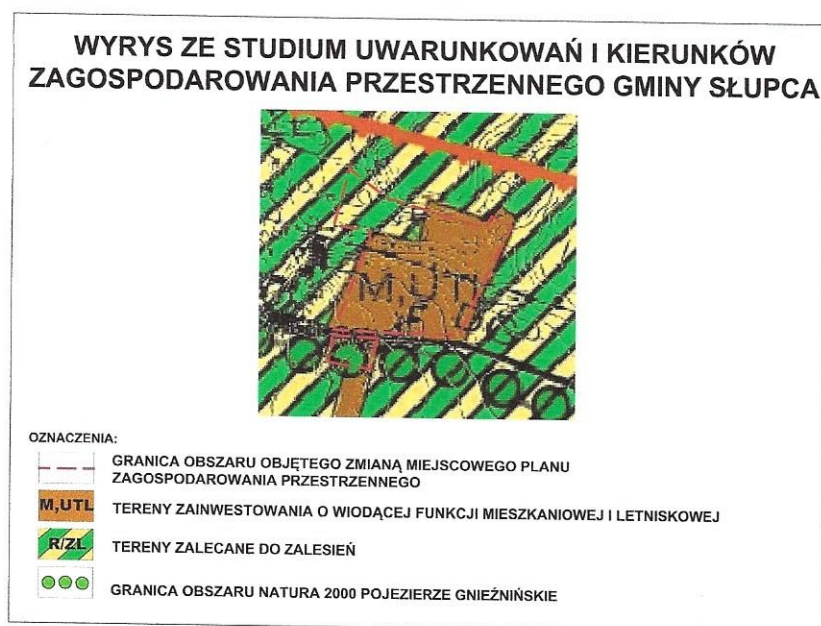 WYRYS ZE STUDIUM UWARUNKOWAŃ I KIERUNKÓW
ZAGOSPODAROWANIA PRZESTRZENNEGO GMINY SŁUPCA
M,UTL
OZNACZENIA:
GRANICA OBSZARU OBJĘTEGO ZMIANĄ MIEJSCOWEGO PLANU
ZAGOSPODAROWANIA PRZESTRZENNEGO
M,UTL TERENY ZAINWESTOWANIA O WIODĄCEJ FUNKCJI MIESZKANIOWEJ I LETNISKOWEJ
R/ZL TERENY ZALECANE DO ZALESIEŃ
GRANICA OBSZARU NATURA 2000 POJEZIERZE GNIEŹNIŃSKIE